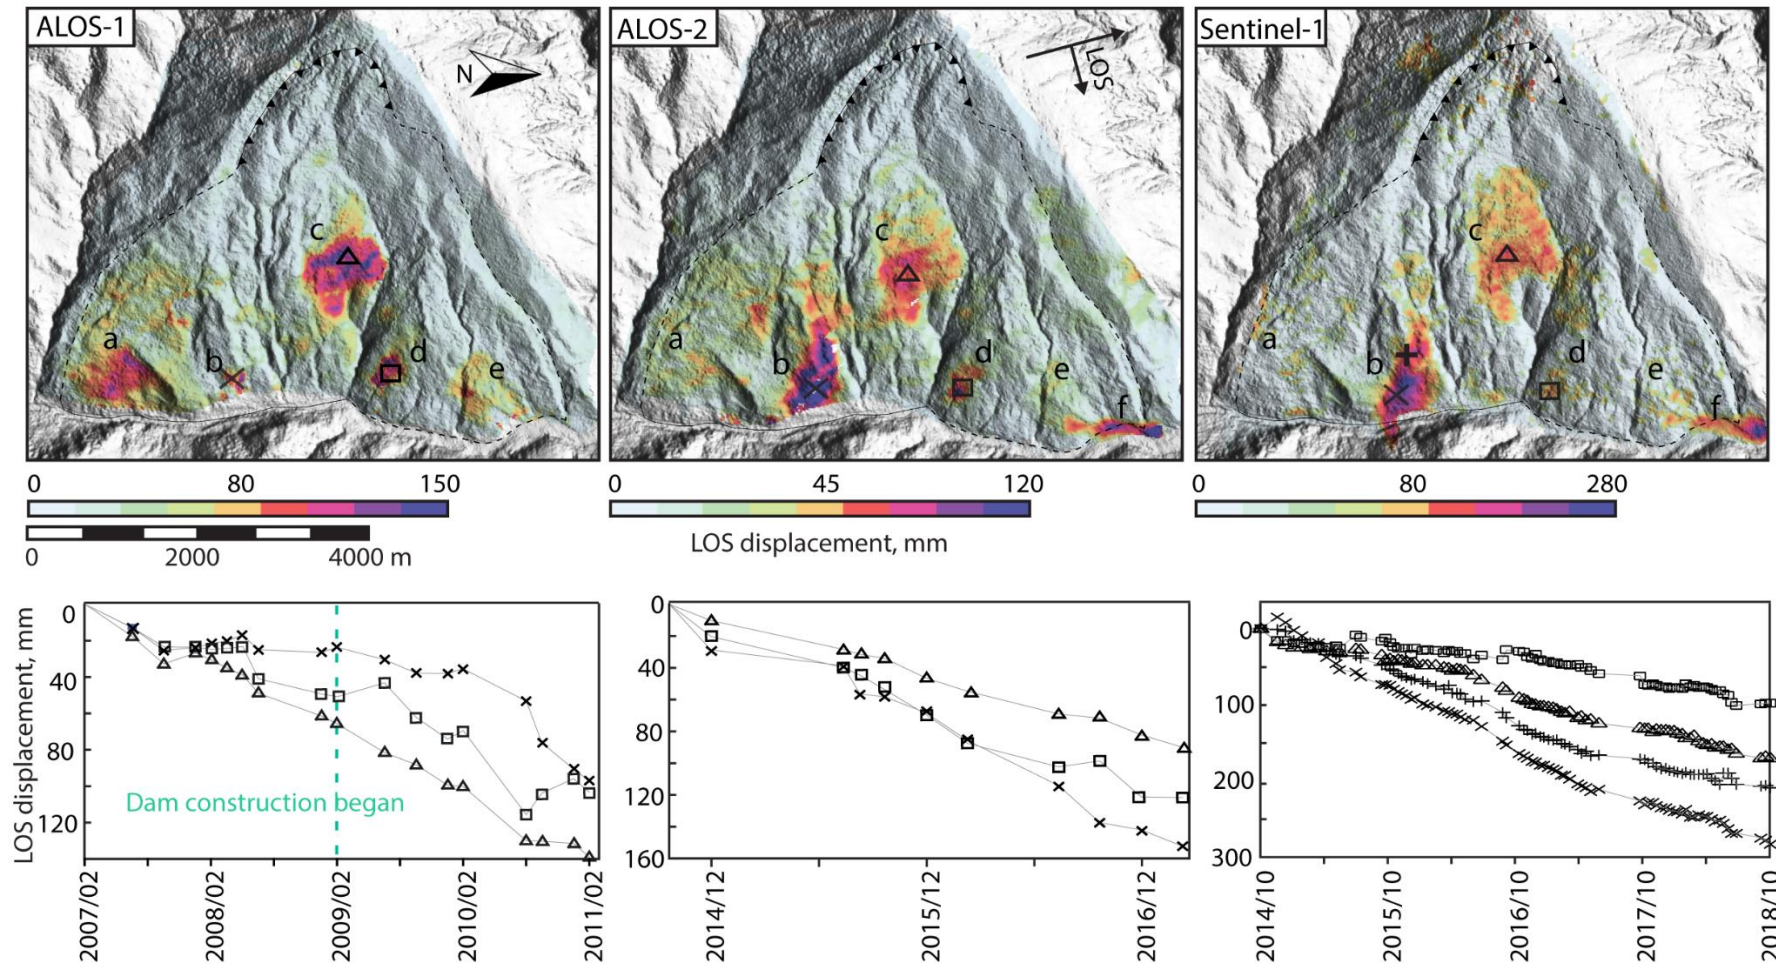 ALOS-1
N
a
b
c
d
e
ALOS-2
LOS
a
b
c
d
e
f
Sentinel-1
a
b
c
d
e
f
0 80 150
0 45 120
0 80 280
0 2000 4000 m
LOS displacement, mm
LOS displacement, mm
0
40
80
120
Dam construction began
2007/02
2008/02
2009/02
2010/02
2011/02
0
40
80
120
160
2014/12
2015/12
2016/12
0
100
200
300
2014/10
2015/10
2016/10
2017/10
2018/10